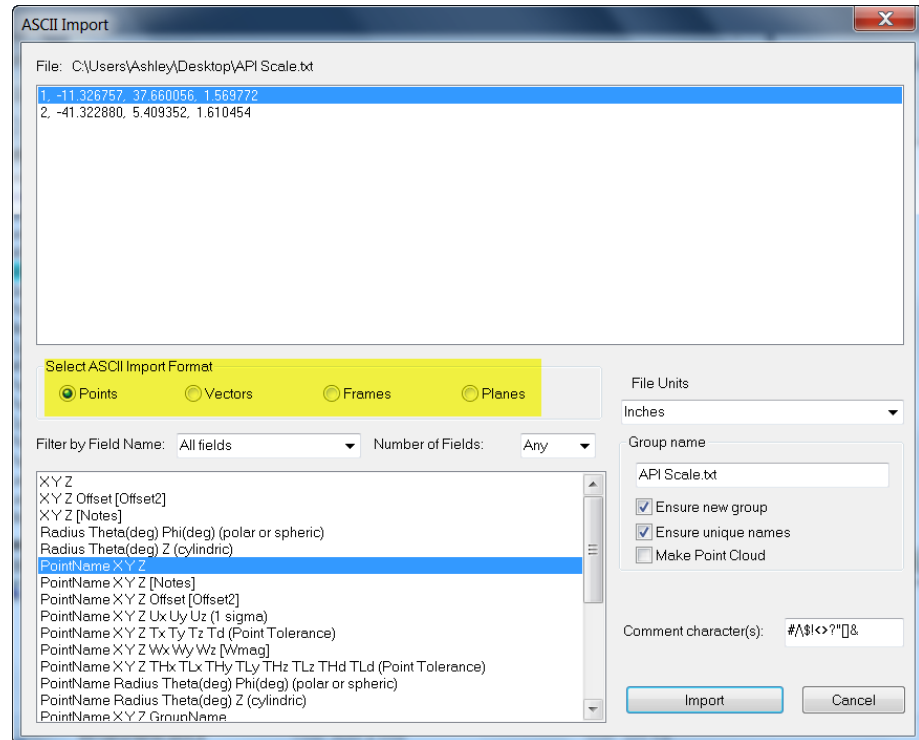 ASCII Import
File: C:\Users\Ashley\Desktop\API Scale.txt
1, -11.326757, 37.660056, 1.569772
2, -41.322880, 5.409352, 1.610454
Select ASCII Import Format
Points Vectors Frames Planes
File Units
Inches
Filter by Field Name: All fields Number of Fields: Any
Group name
API Scale.txt
Ensure new group
Ensure unique names
Make Point Cloud
X Y Z
X Y Z Offset [Offset2]
X Y Z [Notes]
Radius Theta(deg) Phi(deg) (polar or spheric)
Radius Theta(deg) Z (cylindric)
PointName X Y Z
PointName X Y Z [Notes]
PointName X Y Z Offset [Offset2]
PointName X Y Z Ux Uy Uz (1 sigma)
PointName X Y Z Tx Ty Tz Td (Point Tolerance)
PointName X Y Z Wx Wy Wz [Wmag]
PointName X Y Z THx TLx THy TLy THz TLz THd TLd (Point Tolerance)
PointName Radius Theta(deg) Phi(deg) (polar or spheric)
PointName Radius Theta(deg) Z (cylindric)
PointName X Y Z GroupName
Comment character(s): #/\$!<>?"[]&
Import Cancel